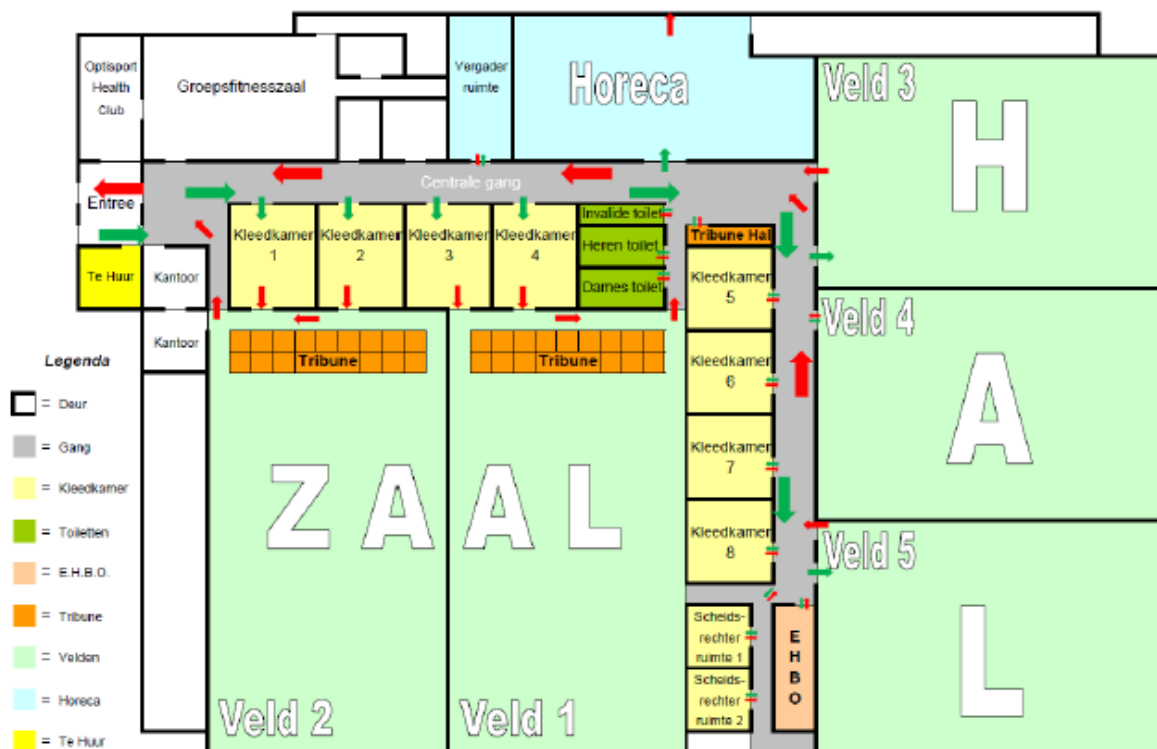 Optisport
Health
Club
Groepsfitnesszaal
Vergader
ruimte
Horeca
Veld 3
H
Centrale gang
Entree
Te Huur
Kantoor
Kantoor
Kleedkamer
1
Kleedkamer
2
Kleedkamer
3
Kleedkamer
4
Invalide toilet
Heren toilet
Dames toilet
Tribune Hal
Kleedkamer
5
Kleedkamer
6
Kleedkamer
7
Kleedkamer
8
Veld 4
A
Veld 5
L
Tribune
Tribune
Z A A L
Veld 2
Veld 1
Scheids-
rechter
ruimte 1
Scheids-
rechter
ruimte 2
E
H
B
O
Legenda
= Deur
= Gang
= Kleedkamer
= Toiletten
= E.H.B.O.
= Tribune
= Velden
= Horeca
= Te Huur